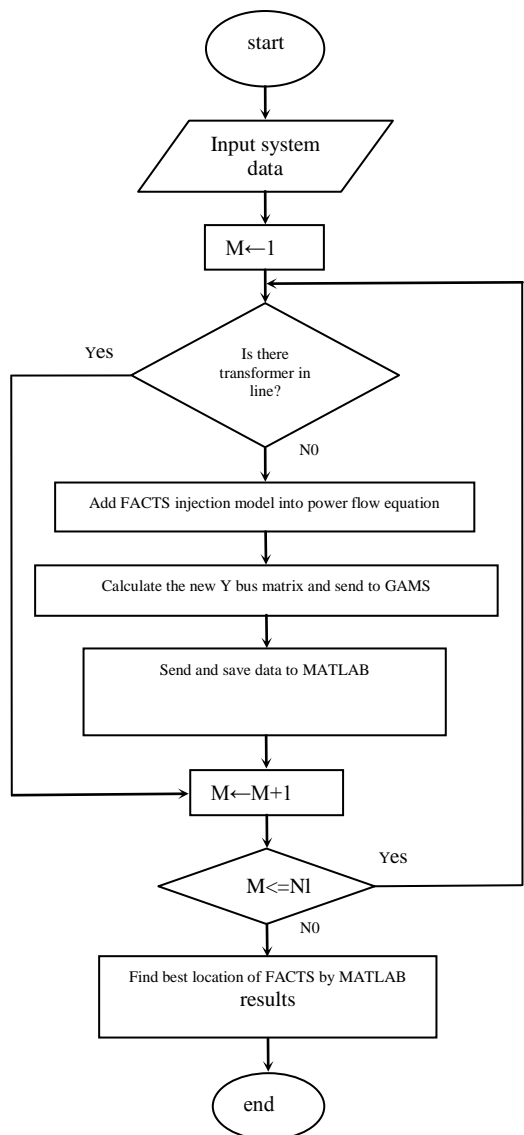 start
Input system
data
M←1
Yes
Is there
transformer in
line?
N0
Add FACTS injection model into power flow equation
Calculate the new Y bus matrix and send to GAMS
Send and save data to MATLAB
M←M+1
Yes
M<=Nl
N0
Find best location of FACTS by MATLAB
results
end